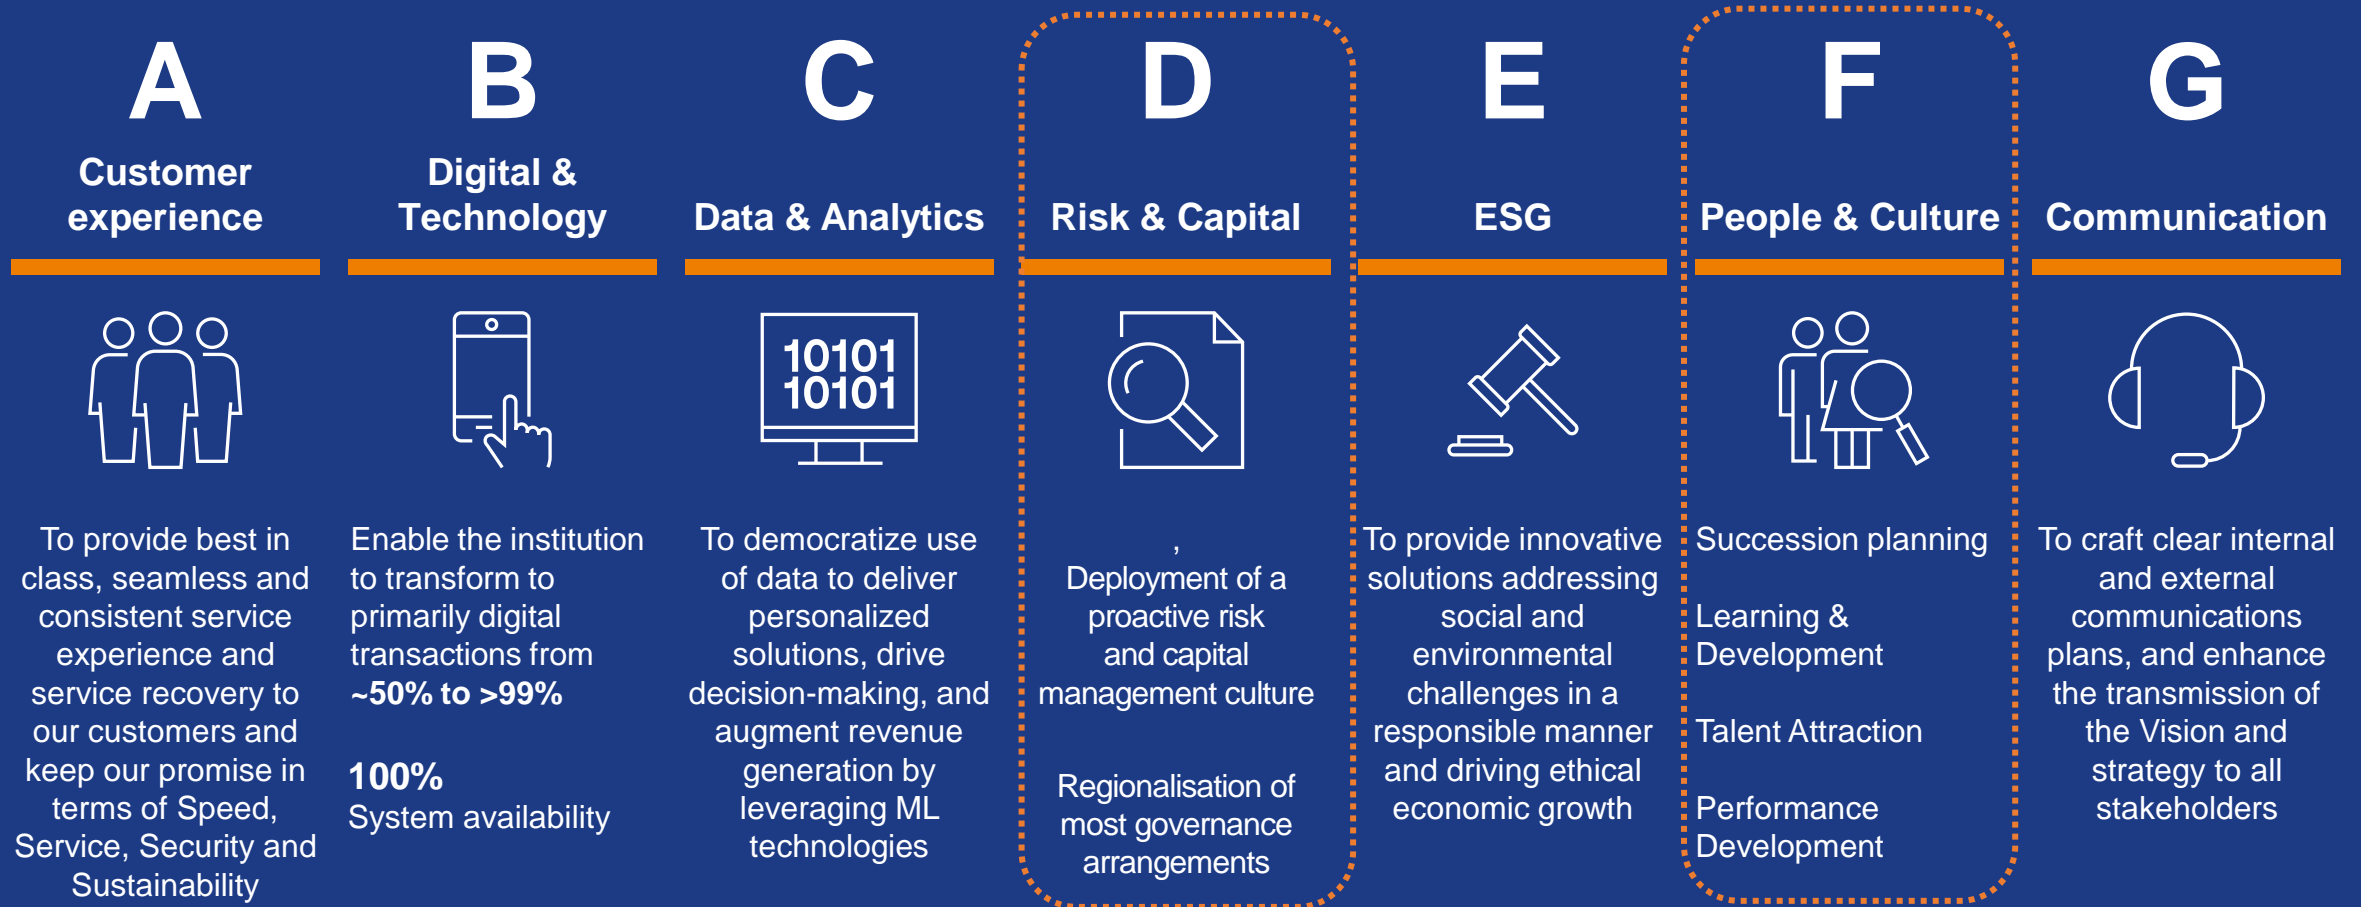 A
Customer
experience
To provide best in
class, seamless and
consistent service
experience and
service recovery to
our customers and
keep our promise in
terms of Speed,
Service, Security and
Sustainability
B
Digital &
Technology
Enable the institution
to transform to
primarily digital
transactions from
~50% to >99%
100%
System availability
C
Data & Analytics
10101
10101
To democratize use
of data to deliver
personalized
solutions, drive
decision-making, and
augment revenue
generation by
leveraging ML
technologies
D
Risk & Capital
,
Deployment of a
proactive risk
and capital
management culture
Regionalisation of
most governance
arrangements
E
ESG
To provide innovative
solutions addressing
social and
environmental
challenges in a
responsible manner
and driving ethical
economic growth
F
People & Culture
Succession planning
Learning &
Development
Talent Attraction
Performance
Development
G
Communication
To craft clear internal
and external
communications
plans, and enhance
the transmission of
the Vision and
strategy to all
stakeholders